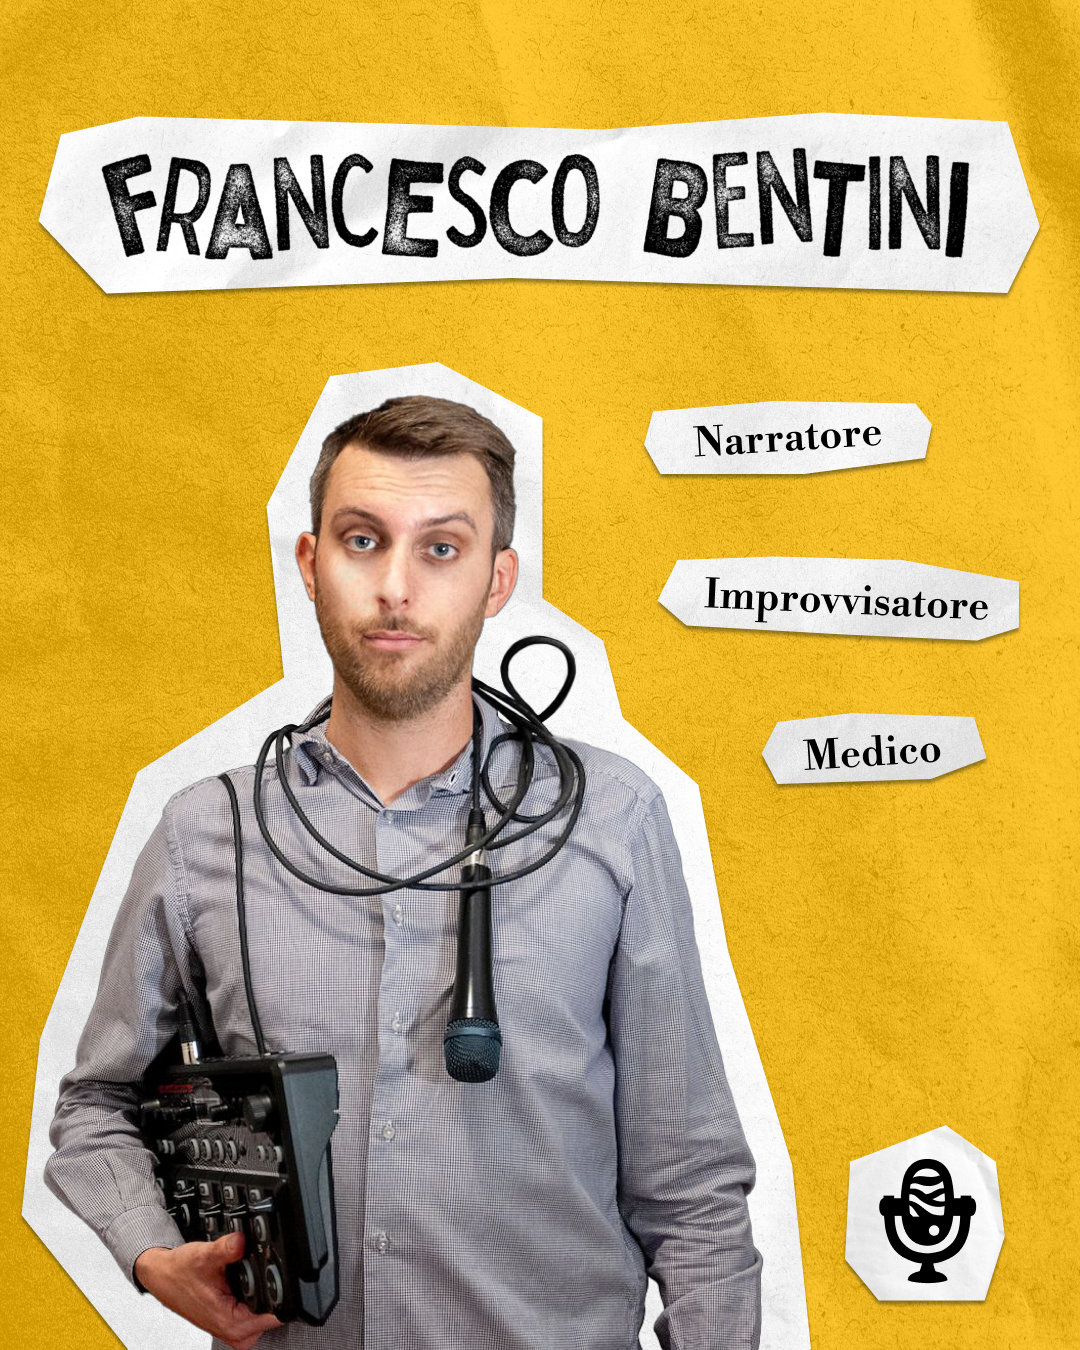 FRANCESCO BENTINI
Narratore
Improvvisatore
Medico